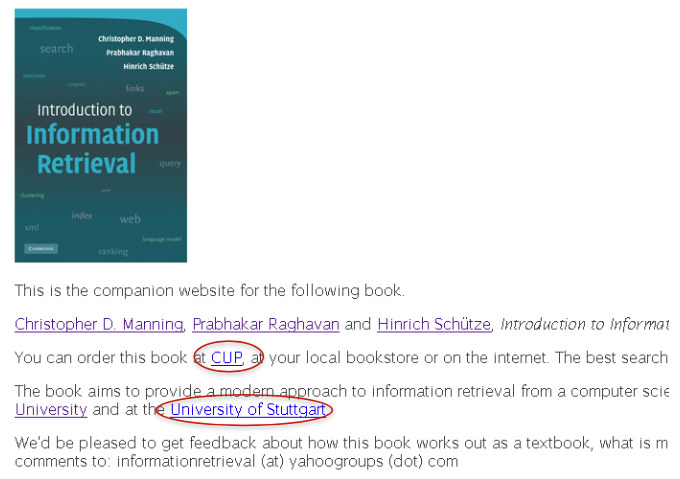 classification
search
Christopher D. Manning
Prabhakar Raghavan
Hinrich Schütze
precision
crawler
links
spam
Introduction to
recall
Information
Retrieval
query
clustering
index
web
xml
language model
CAMBRIDGE
ranking
This is the companion website for the following book.
Christopher D. Manning, Prabhakar Raghavan and Hinrich Schütze, Introduction to Informat
You can order this book at CUP, at your local bookstore or on the internet. The best search
The book aims to provide a modern approach to information retrieval from a computer scie
University and at the University of Stuttgart.
We'd be pleased to get feedback about how this book works out as a textbook, what is m
comments to: informationretrieval (at) yahoogroups (dot) com